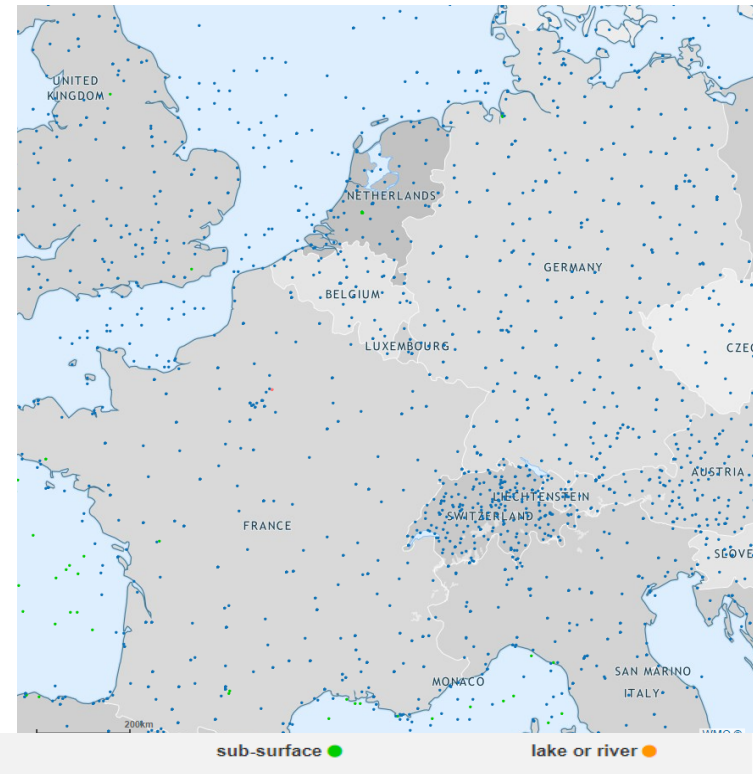 UNITED
KINGDOM
NETHERLANDS
GERMANY
BELGIUM
LUXEMBOURG
CZEC
AUSTRIA
LIECHTENSTEIN
SWITZERLAND
FRANCE
SLOVE
SAN MARINO
MONACO
ITALY
200km
WMO ©
sub-surface
lake or river